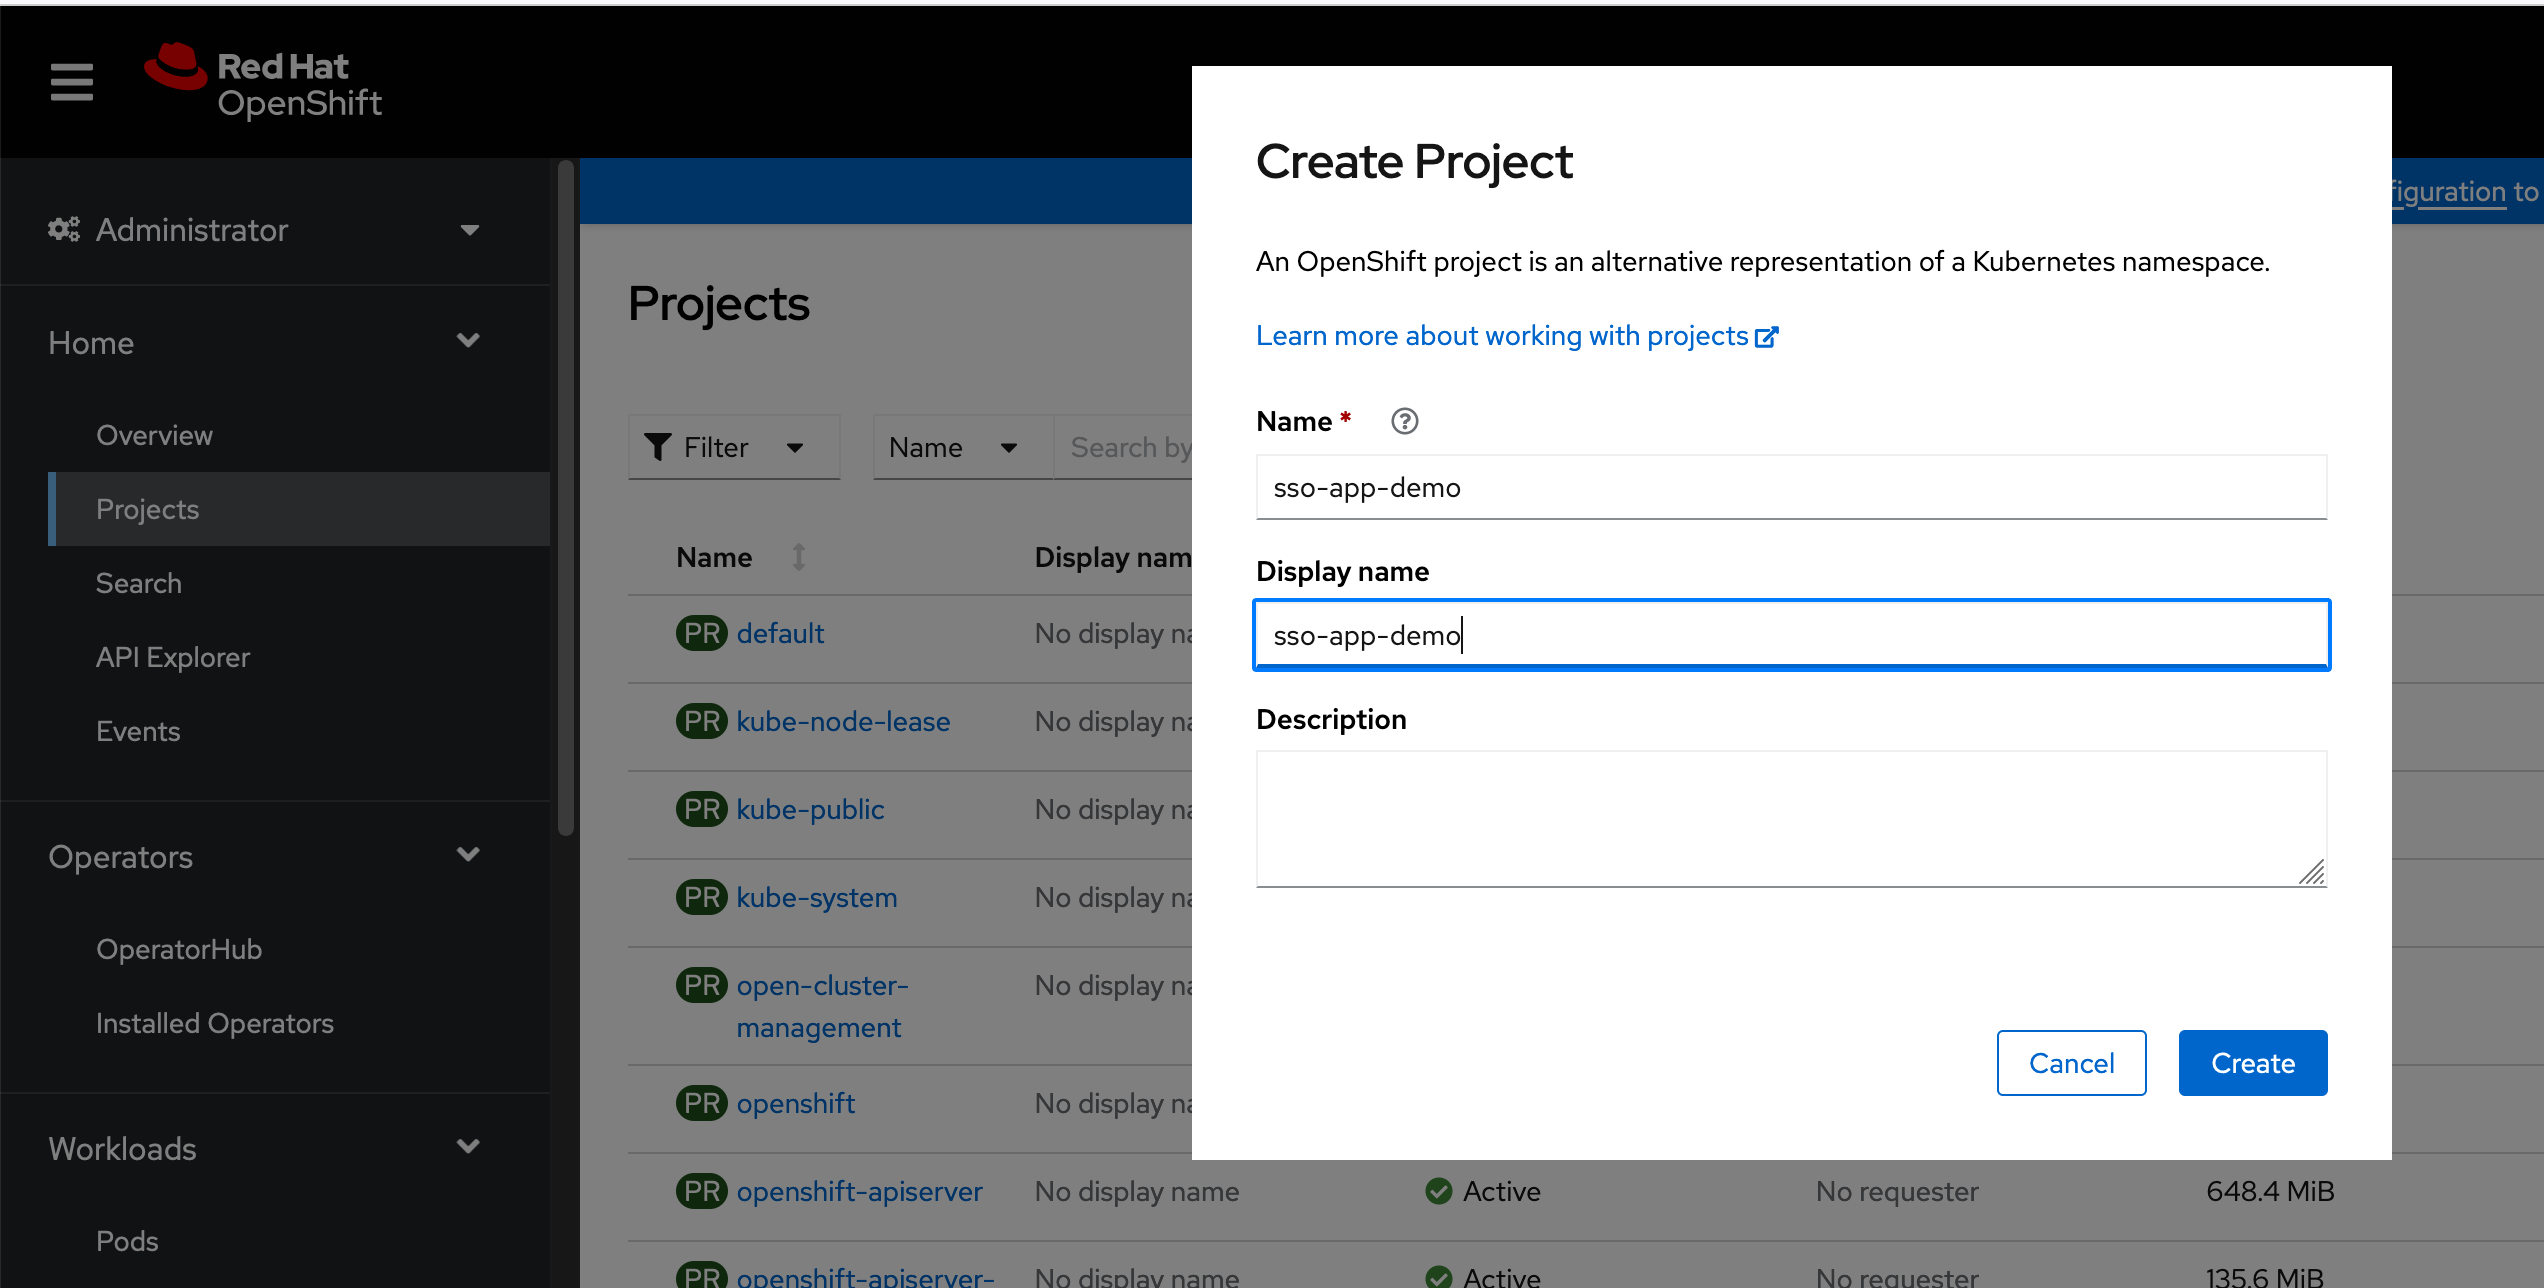 Red Hat
OpenShift
Administrator
Home
Overview
Projects
Search
API Explorer
Events
Operators
OperatorHub
Installed Operators
Workloads
Pods
figuration to
Projects
Filter
Name
Search by
Name
Display nam
PR default No display na
PR kube-node-lease No display na
PR kube-public No display na
PR kube-system No display na
PR open-cluster- No display na
management
PR openshift No display na
PR openshift-apiserver No display name Active No requester 648.4 MiB
PR openshift-apiserver- No display name Active No requester 135.6 MiB
Create Project
An OpenShift project is an alternative representation of a Kubernetes namespace.
Learn more about working with projects
Name *
sso-app-demo
Display name
sso-app-demo
Description
Cancel
Create